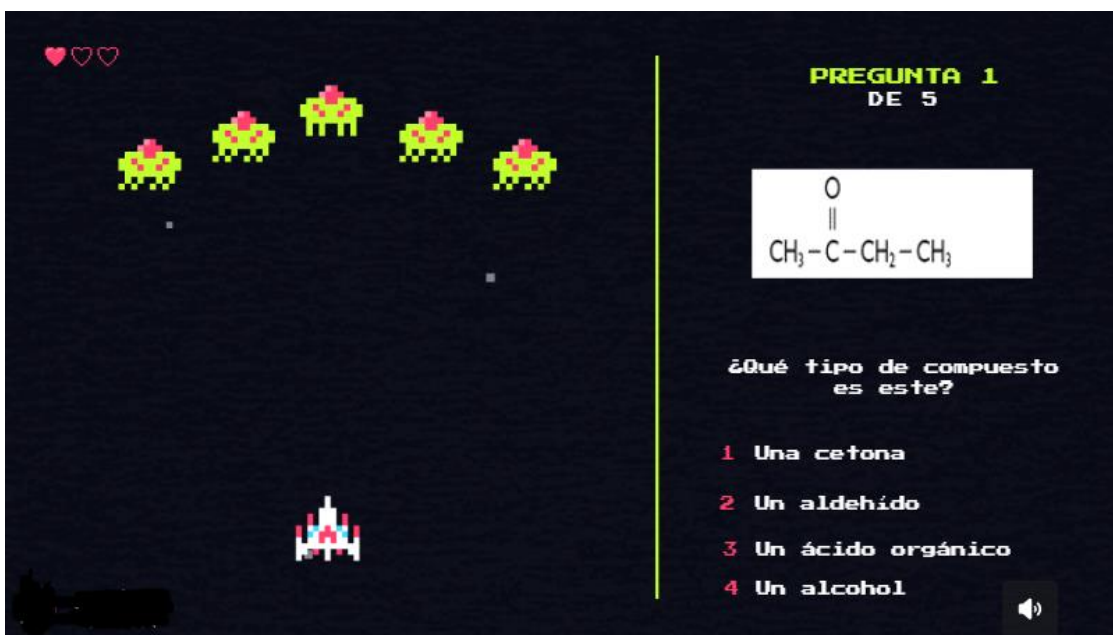 PREGUNTA 1
DE 5
O
||
CH₃–C–CH₂–CH₃
¿Qué tipo de compuesto
es este?
1 Una cetona
2 Un aldehído
3 Un ácido orgánico
4 Un alcohol